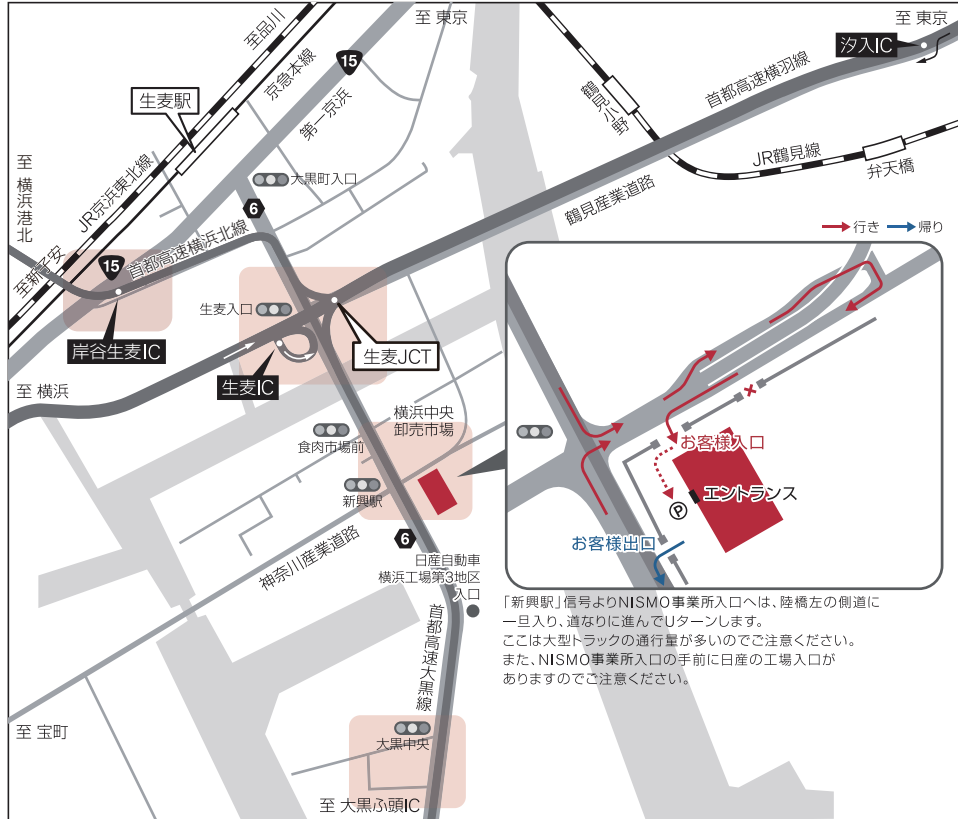 至 東京
至 東京
至品川
京急本線
15
汐入IC
首都高速横羽線
鶴見小野
生麦駅
第一京浜
JR鶴見線
弁天橋
至 横浜港北
JR京浜東北線
大黒町入口
6
鶴見産業道路
行き
帰り
至新子安
15
首都高速横浜北線
生麦入口
岸谷生麦IC
生麦JCT
生麦IC
至 横浜
横浜中央
卸売市場
食肉市場前
新興駅
お客様入口
エントランス
P
お客様出口
6
神奈川産業道路
日産自動車
横浜工場第3地区
入口
首都高速大黒線
「新興駅」信号よりNISMO事業所入口へは、陸橋左の側道に
一旦入り、道なりに進んでUターンします。
ここは大型トラックの通行量が多いのでご注意ください。
また、NISMO事業所入口の手前に日産の工場入口が
ありますのでご注意ください。
至 宝町
大黒中央
至 大黒ふ頭IC